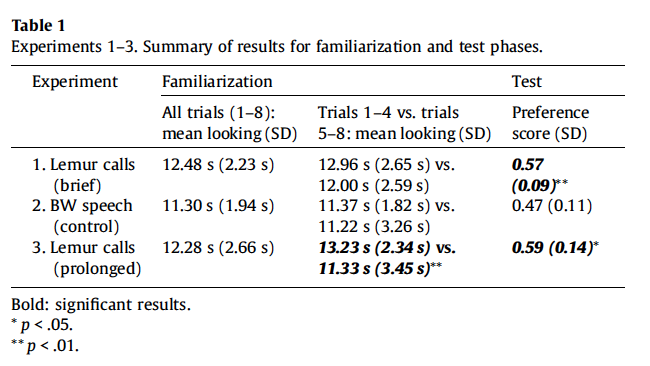 Table 1
Experiments 1–3. Summary of results for familiarization and test phases.
Experiment Familiarization Test
All trials (1–8): Trials 1–4 vs. trials Preference
mean looking (SD) 5–8: mean looking (SD) score (SD)
1. Lemur calls 12.48 s (2.23 s) 12.96 s (2.65 s) vs. 0.57
(brief) 12.00 s (2.59 s) (0.09)**
2. BW speech 11.30 s (1.94 s) 11.37 s (1.82 s) vs. 0.47 (0.11)
(control) 11.22 s (3.26 s)
3. Lemur calls 12.28 s (2.66 s) 13.23 s (2.34 s) vs. 0.59 (0.14)*
(prolonged) 11.33 s (3.45 s)**
Bold: significant results.
* p < .05.
** p < .01.